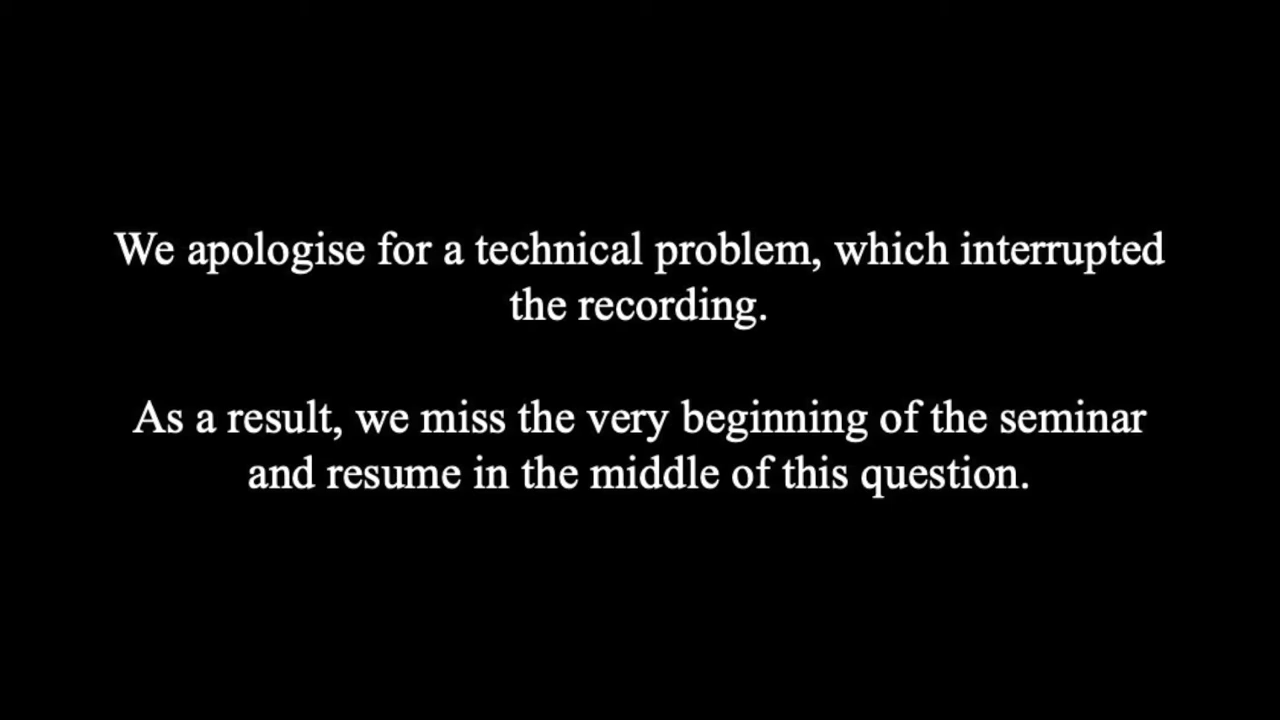 We apologise for a technical problem, which interrupted
the recording.
As a result, we miss the very beginning of the seminar
and resume in the middle of this question.